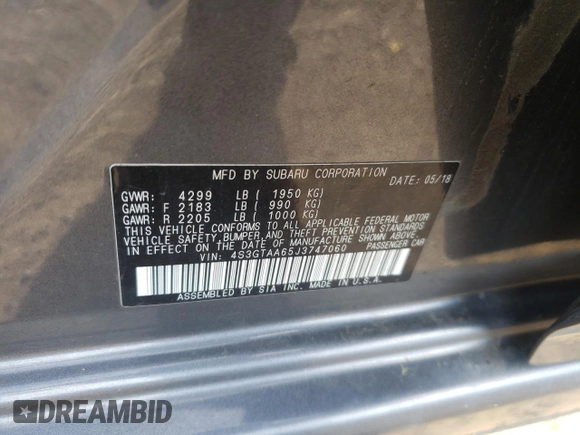 MFD BY SUBARU CORPORATION
DATE: 05/18
GVWR: 4299 LB ( 1950 KG)
GAWR: F 2183 LB ( 990 KG)
GAWR: R 2205 LB ( 1000 KG)
THIS VEHICLE CONFORMS TO ALL APPLICABLE FEDERAL MOTOR
VEHICLE SAFETY,BUMPER,AND THEFT PREVENTION STANDARDS
IN EFFECT ON THE DATE OF MANUFACTURE SHOWN ABOVE.
VIN: 4S3GTAA65J3747060 PASSENGER CAR
ASSEMBLED BY SIA INC. MADE IN U.S.A.
DREAMBID